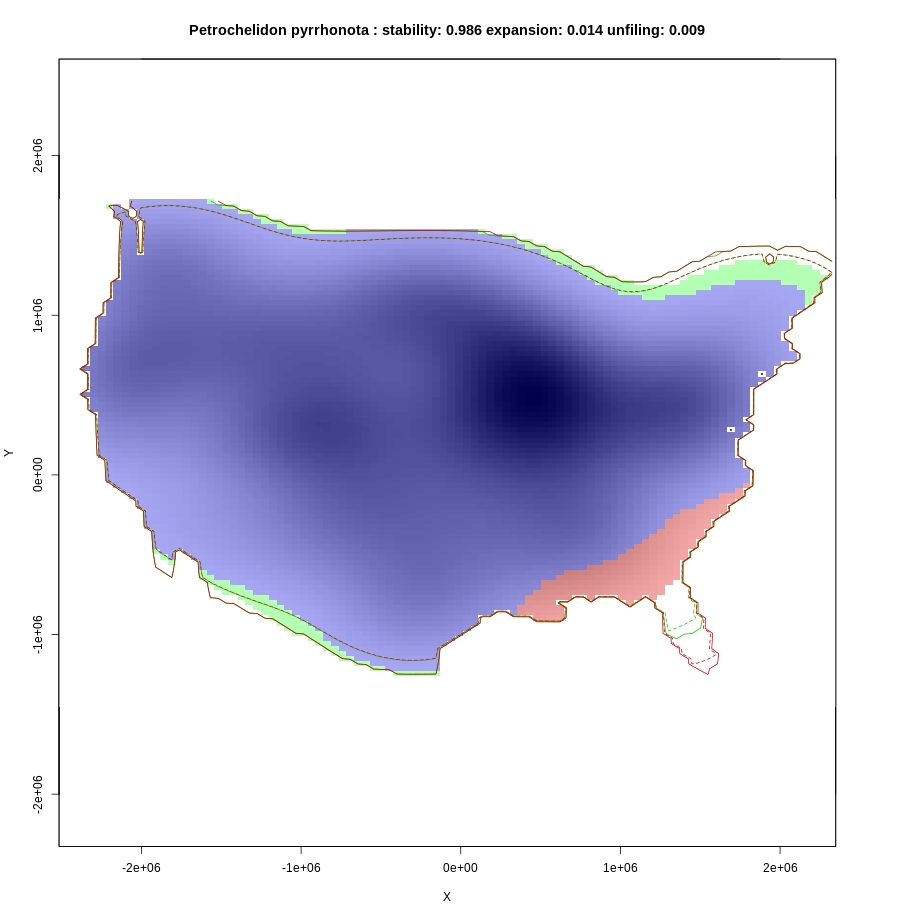 Petrochelidon pyrrhonota : stability: 0.986 expansion: 0.014 unfiling: 0.009
2e+06
1e+06
Y
0e+00
-1e+06
-2e+06
-2e+06 -1e+06 0e+00 1e+06 2e+06
X